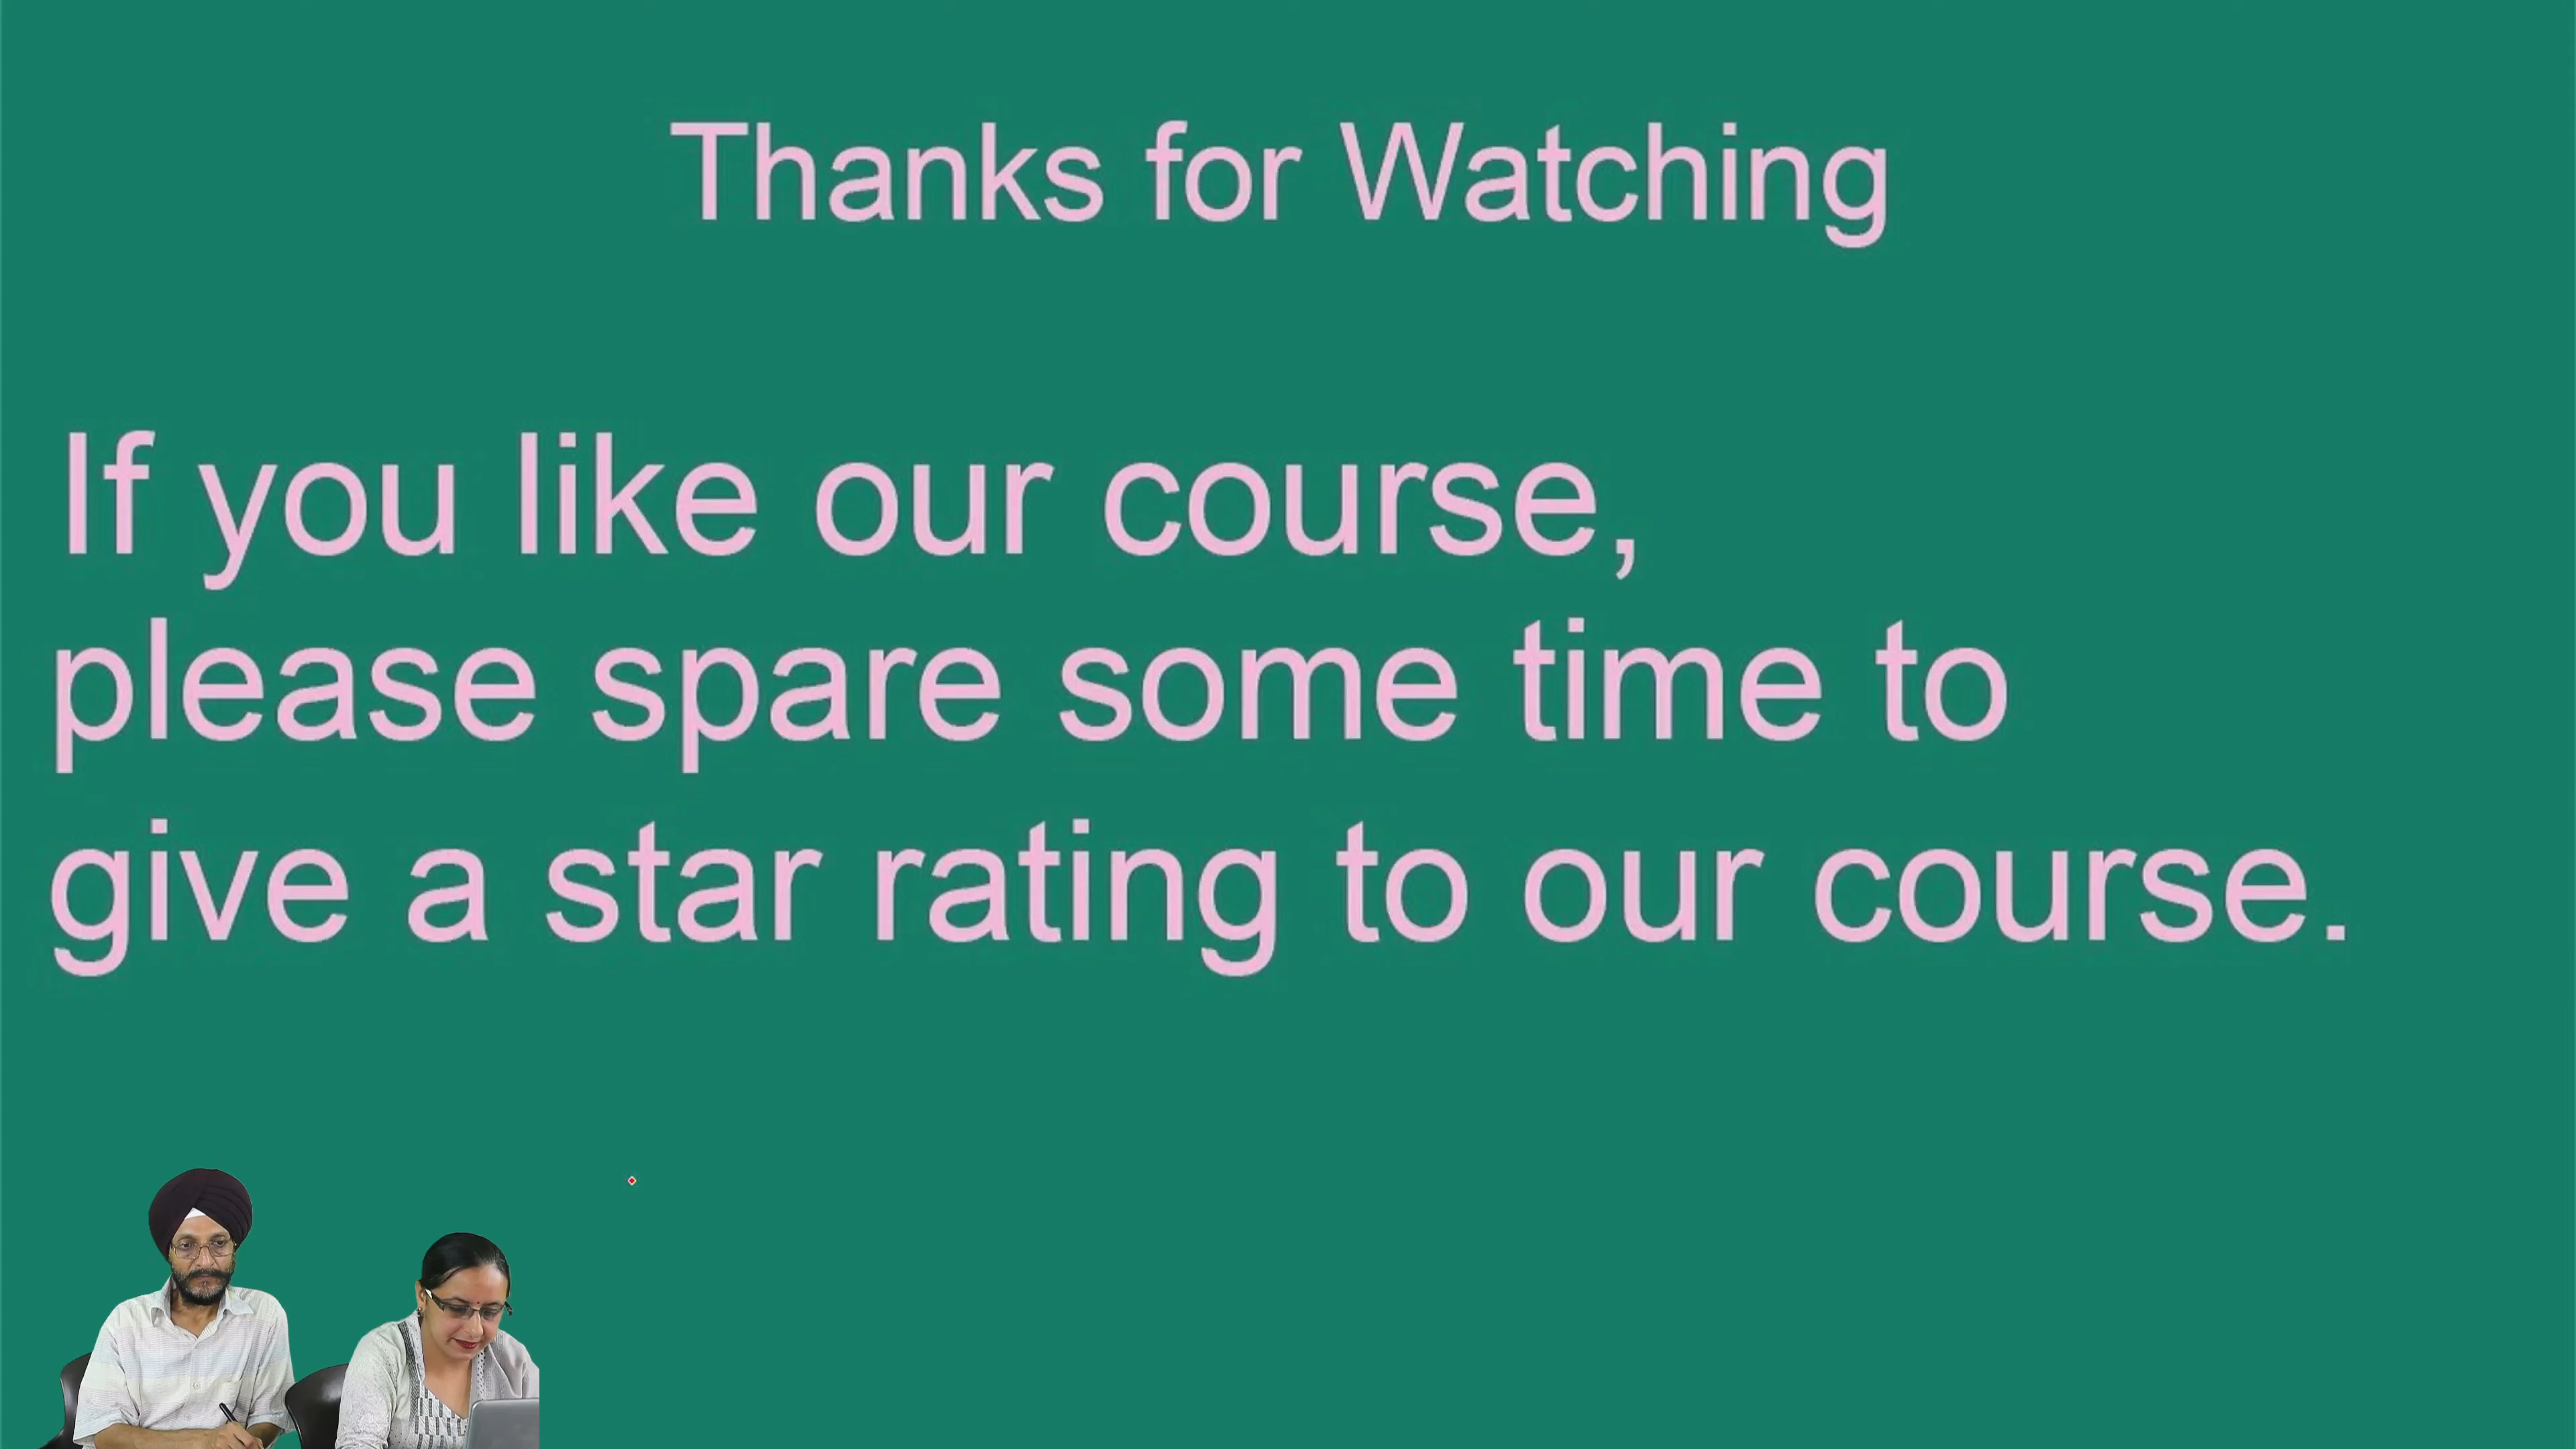 Thanks for Watching
If you like our course,
please spare some time to
give a star rating to our course.